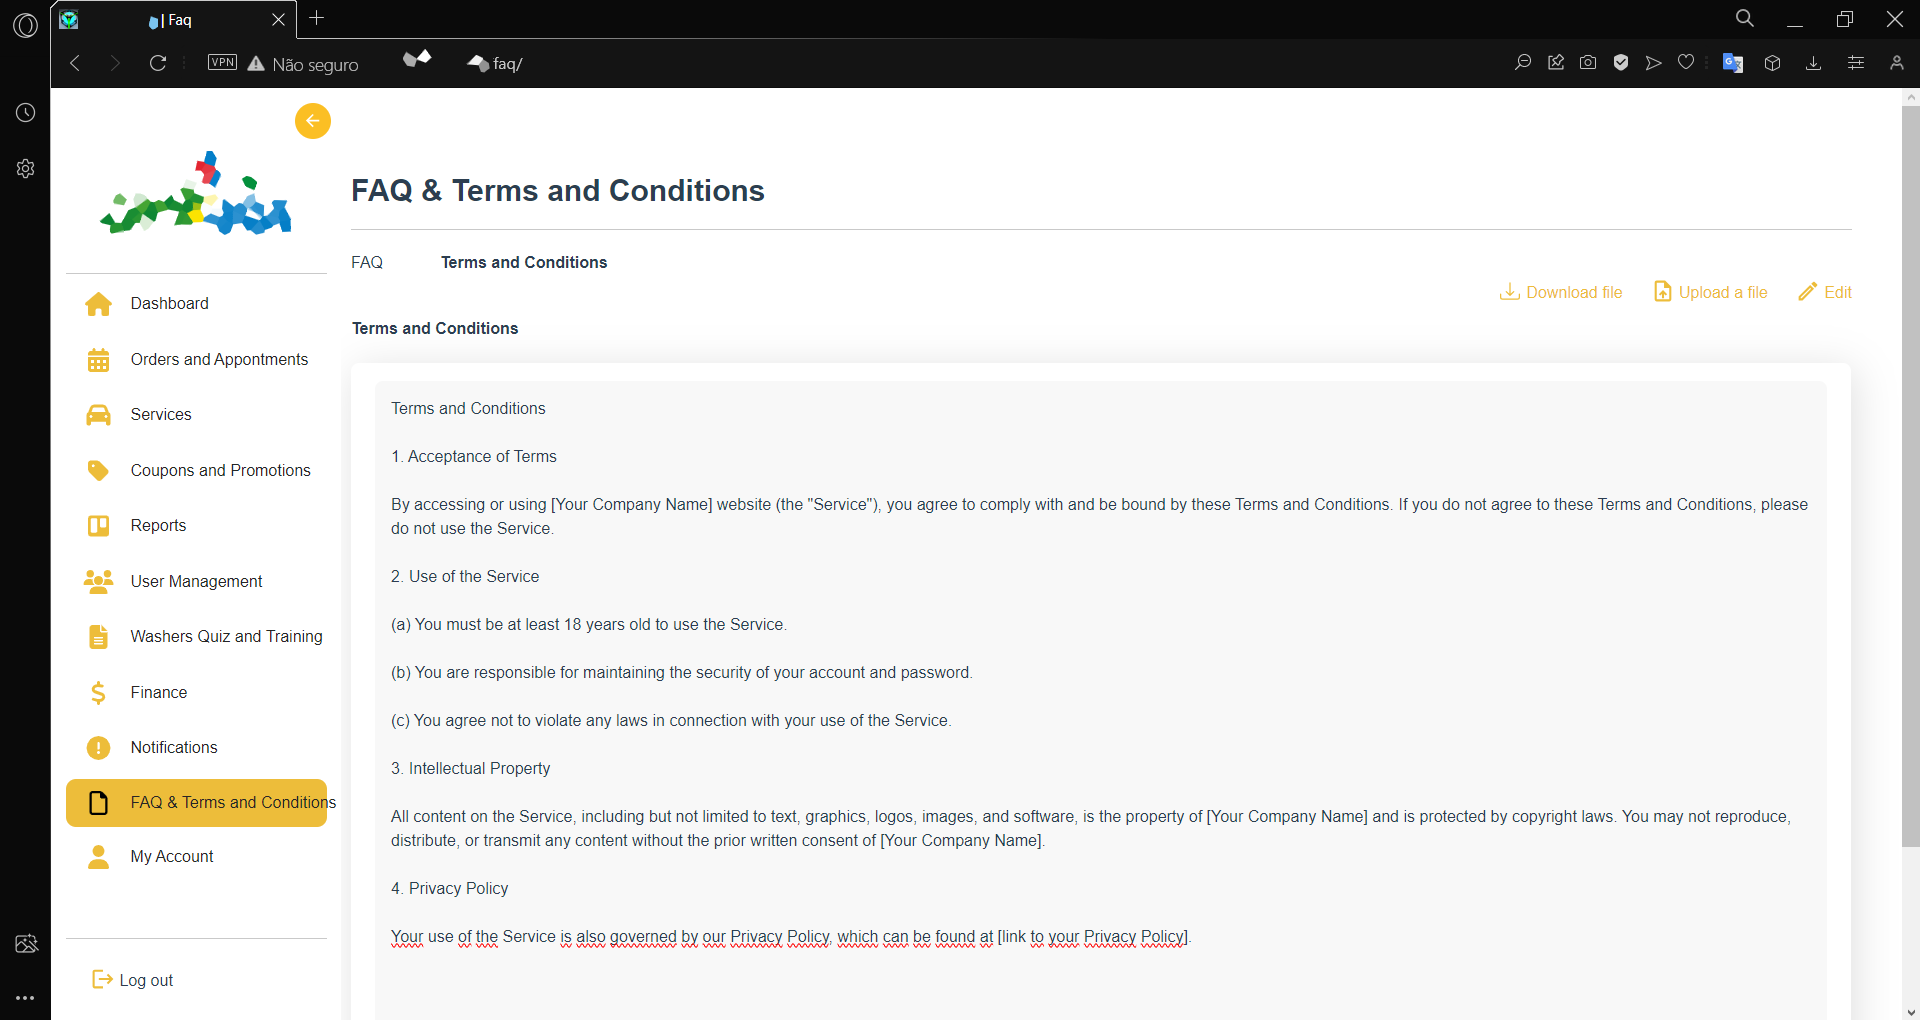 | Faq
VPN
Não seguro
faq/
FAQ & Terms and Conditions
FAQ
Terms and Conditions
Download file
Upload a file
Edit
Terms and Conditions
Dashboard
Orders and Appontments
Services
Coupons and Promotions
Reports
User Management
Washers Quiz and Training
Finance
Notifications
FAQ & Terms and Conditions
My Account
Log out
Terms and Conditions
1. Acceptance of Terms
By accessing or using [Your Company Name] website (the "Service"), you agree to comply with and be bound by these Terms and Conditions. If you do not agree to these Terms and Conditions, please
do not use the Service.
2. Use of the Service
(a) You must be at least 18 years old to use the Service.
(b) You are responsible for maintaining the security of your account and password.
(c) You agree not to violate any laws in connection with your use of the Service.
3. Intellectual Property
All content on the Service, including but not limited to text, graphics, logos, images, and software, is the property of [Your Company Name] and is protected by copyright laws. You may not reproduce,
distribute, or transmit any content without the prior written consent of [Your Company Name].
4. Privacy Policy
Your use of the Service is also governed by our Privacy Policy, which can be found at [link to your Privacy Policy].